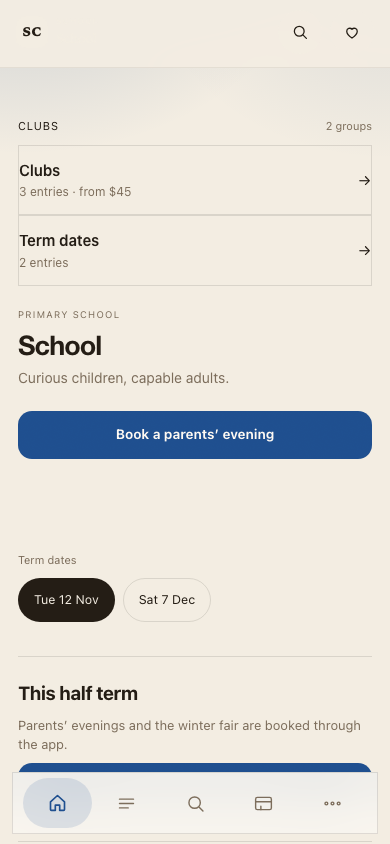 SC
CLUBS
2 groups
Clubs
3 entries · from $45
Term dates
2 entries
PRIMARY SCHOOL
School
Curious children, capable adults.
Book a parents’ evening
Term dates
Tue 12 Nov
Sat 7 Dec
This half term
Parents’ evenings and the winter fair are booked through
the app.